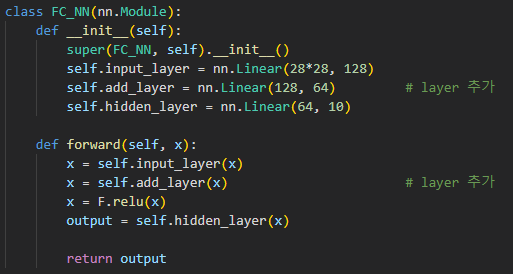 class FC_NN(nn.Module):
    def __init__(self):
        super(FC_NN, self).__init__()
        self.input_layer = nn.Linear(28*28, 128)
        self.add_layer = nn.Linear(128, 64)        # layer 추가
        self.hidden_layer = nn.Linear(64, 10)

    def forward(self, x):
        x = self.input_layer(x)
        x = self.add_layer(x)                      # layer 추가
        x = F.relu(x)
        output = self.hidden_layer(x)

        return output